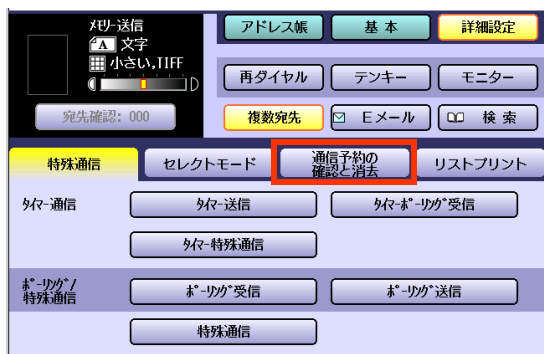 ﾒﾓﾘｰ送信
A 文字
小さい,TIFF
D
宛先確認: 000
アドレス帳
基 本
詳細設定
再ダイヤル
テンキー
モニター
複数宛先
Eメール
検 索
特殊通信
セレクトモード
通信予約の
確認と消去
リストプリント
ﾀｲﾏｰ通信
ﾀｲﾏｰ送信
ﾀｲﾏｰﾎﾟｰﾘﾝｸﾞ受信
ﾀｲﾏｰ特殊通信
ﾎﾟｰﾘﾝｸﾞ/
特殊通信
ﾎﾟｰﾘﾝｸﾞ受信
ﾎﾟｰﾘﾝｸﾞ送信
特殊通信